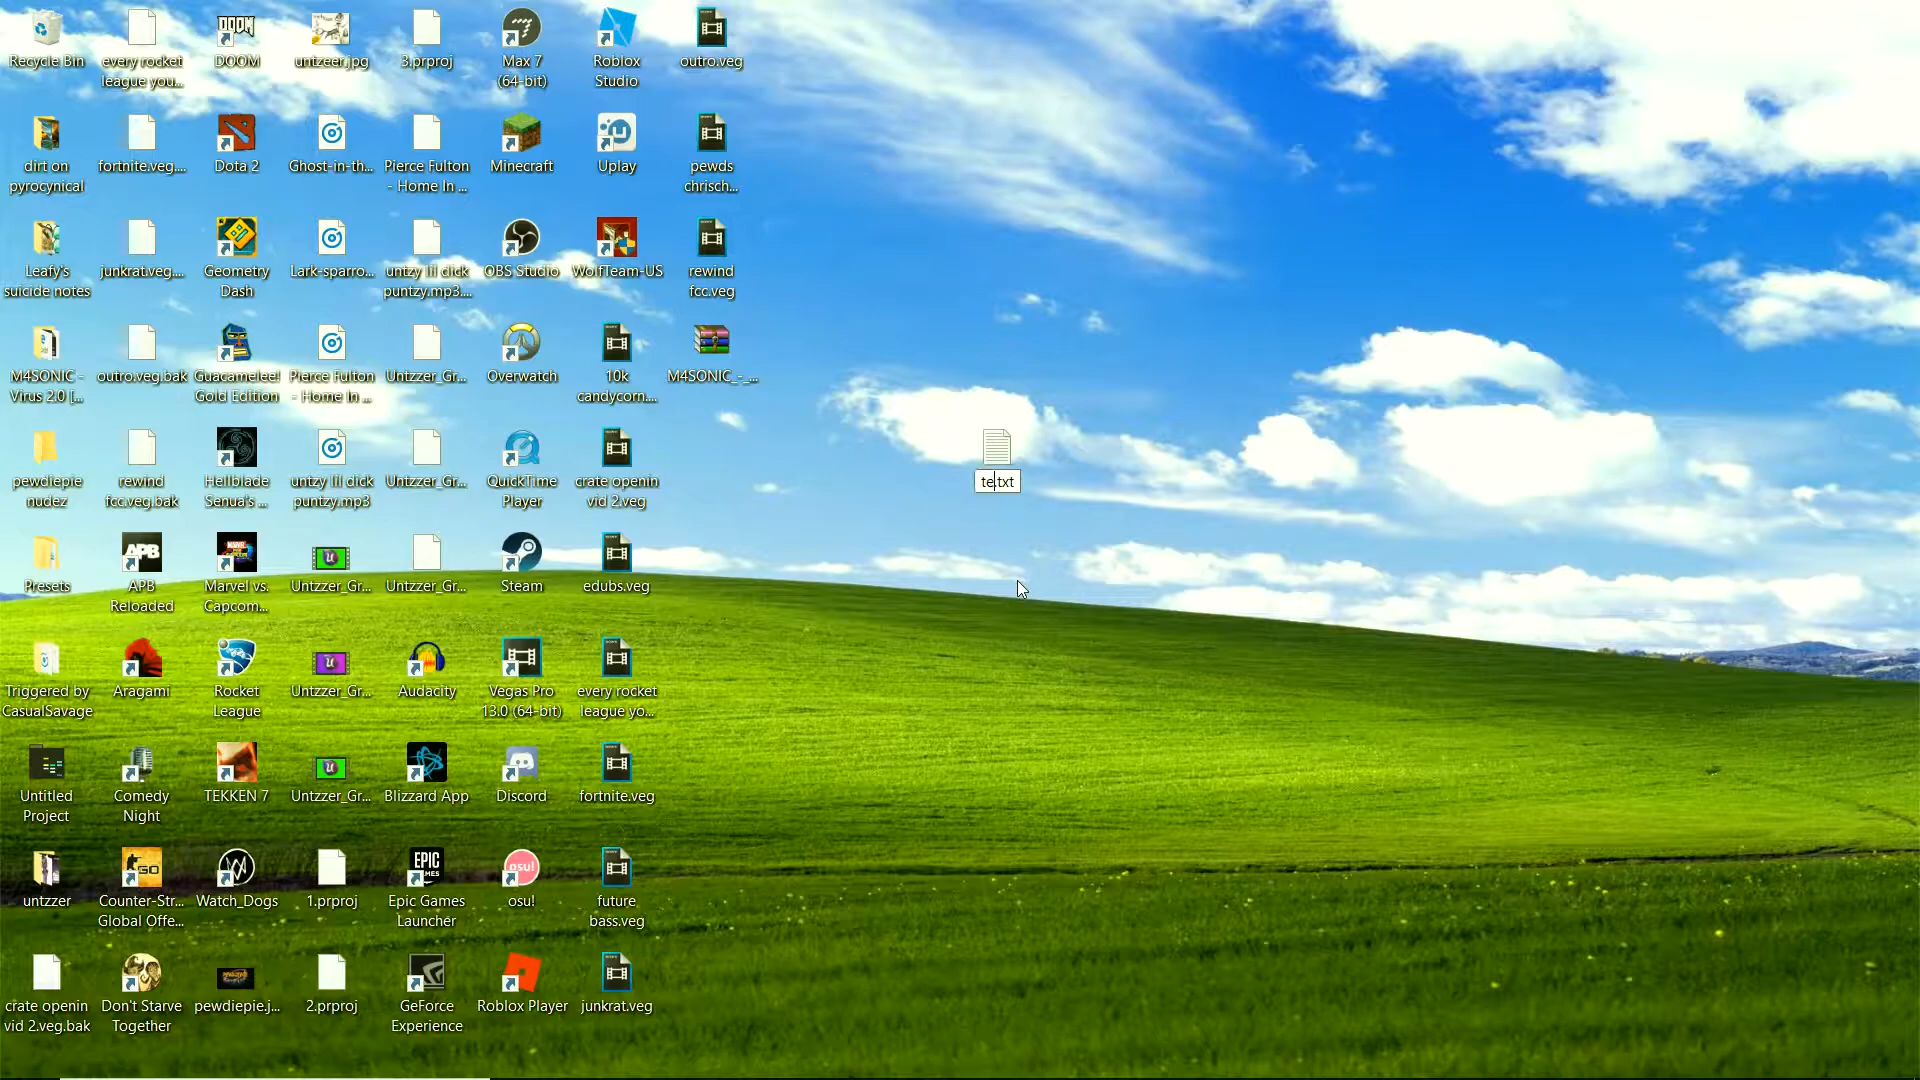 Recycle Bin
every rocket
league you...
DOOM
untzeer.jpg
3.prproj
Max 7
(64-bit)
Roblox
Studio
outro.veg
dirt on
pyrocynical
fortnite.veg....
Dota 2
Ghost-in-th...
Pierce Fulton
- Home In ...
Minecraft
Uplay
pewds
chrisch...
Leafy's
suicide notes
junkrat.veg....
Geometry
Dash
Lark-sparro...
untzy lil dick
puntzy.mp3....
OBS Studio
WolfTeam-US
rewind
fcc.veg
M4SONIC -
Virus 2.0 [...
outro.veg.bak
Guacamelee!
Gold Edition
Pierce Fulton
- Home In ...
Untzzer_Gr...
Overwatch
10k
candycorn....
M4SONIC_-_...
pewdiepie
nudez
rewind
fcc.veg.bak
Hellblade
Senua's ...
untzy lil dick
puntzy.mp3
Untzzer_Gr...
QuickTime
Player
crate openin
vid 2.veg
te.txt
Presets
APB
APB
Reloaded
Marvel vs.
Capcom...
Untzzer_Gr...
Untzzer_Gr...
Steam
edubs.veg
Triggered by
CasualSavage
Aragami
Rocket
League
Untzzer_Gr...
Audacity
Vegas Pro
13.0 (64-bit)
every rocket
league yo...
Untitled
Project
Comedy
Night
TEKKEN 7
Untzzer_Gr...
Blizzard App
Discord
fortnite.veg
untzzer
GO
Counter-Str...
Global Offe...
Watch_Dogs
1.prproj
EPIC
GAMES
Epic Games
Launcher
osu!
osu!
future
bass.veg
crate openin
vid 2.veg.bak
Don't Starve
Together
pewdiepie.j...
2.prproj
GeForce
Experience
Roblox Player
junkrat.veg